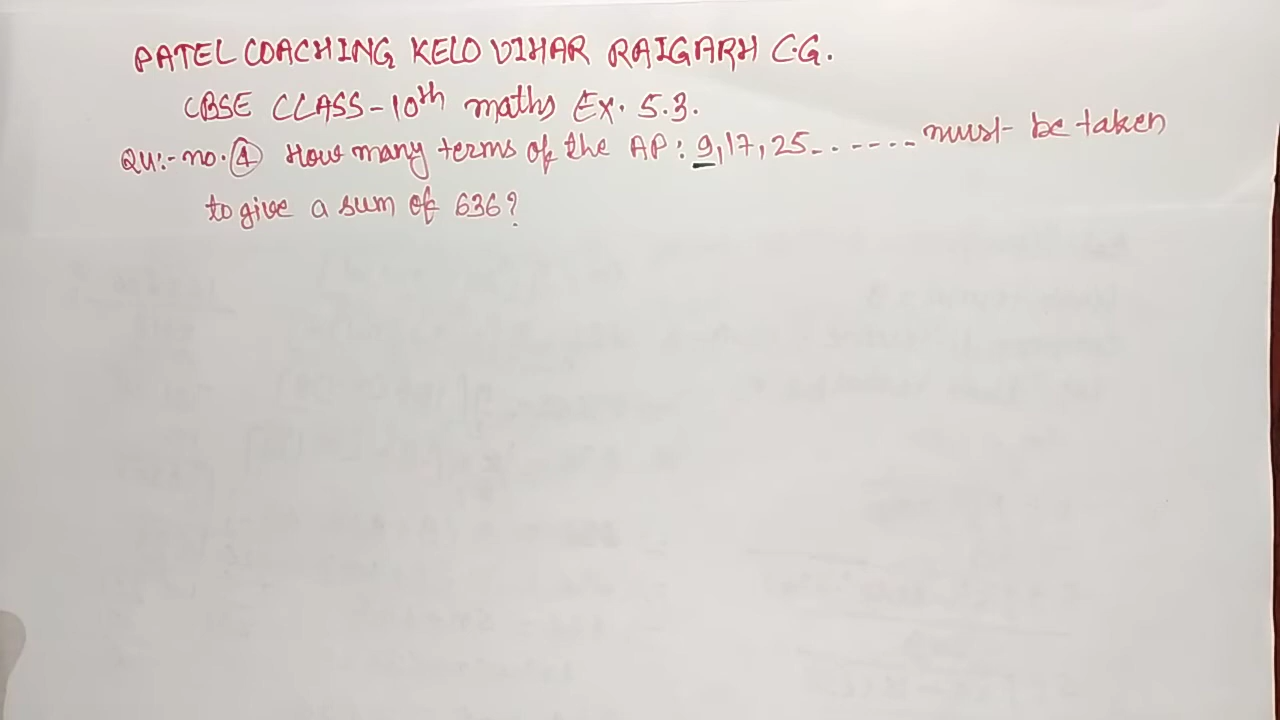 PATEL COACHING KELO VIHAR RAIGARH C.G.
CBSE CLASS-10th maths Ex. 5.3.
QU:- no. 4 How many terms of the AP: 9,17,25....... must be taken
to give a sum of 636?